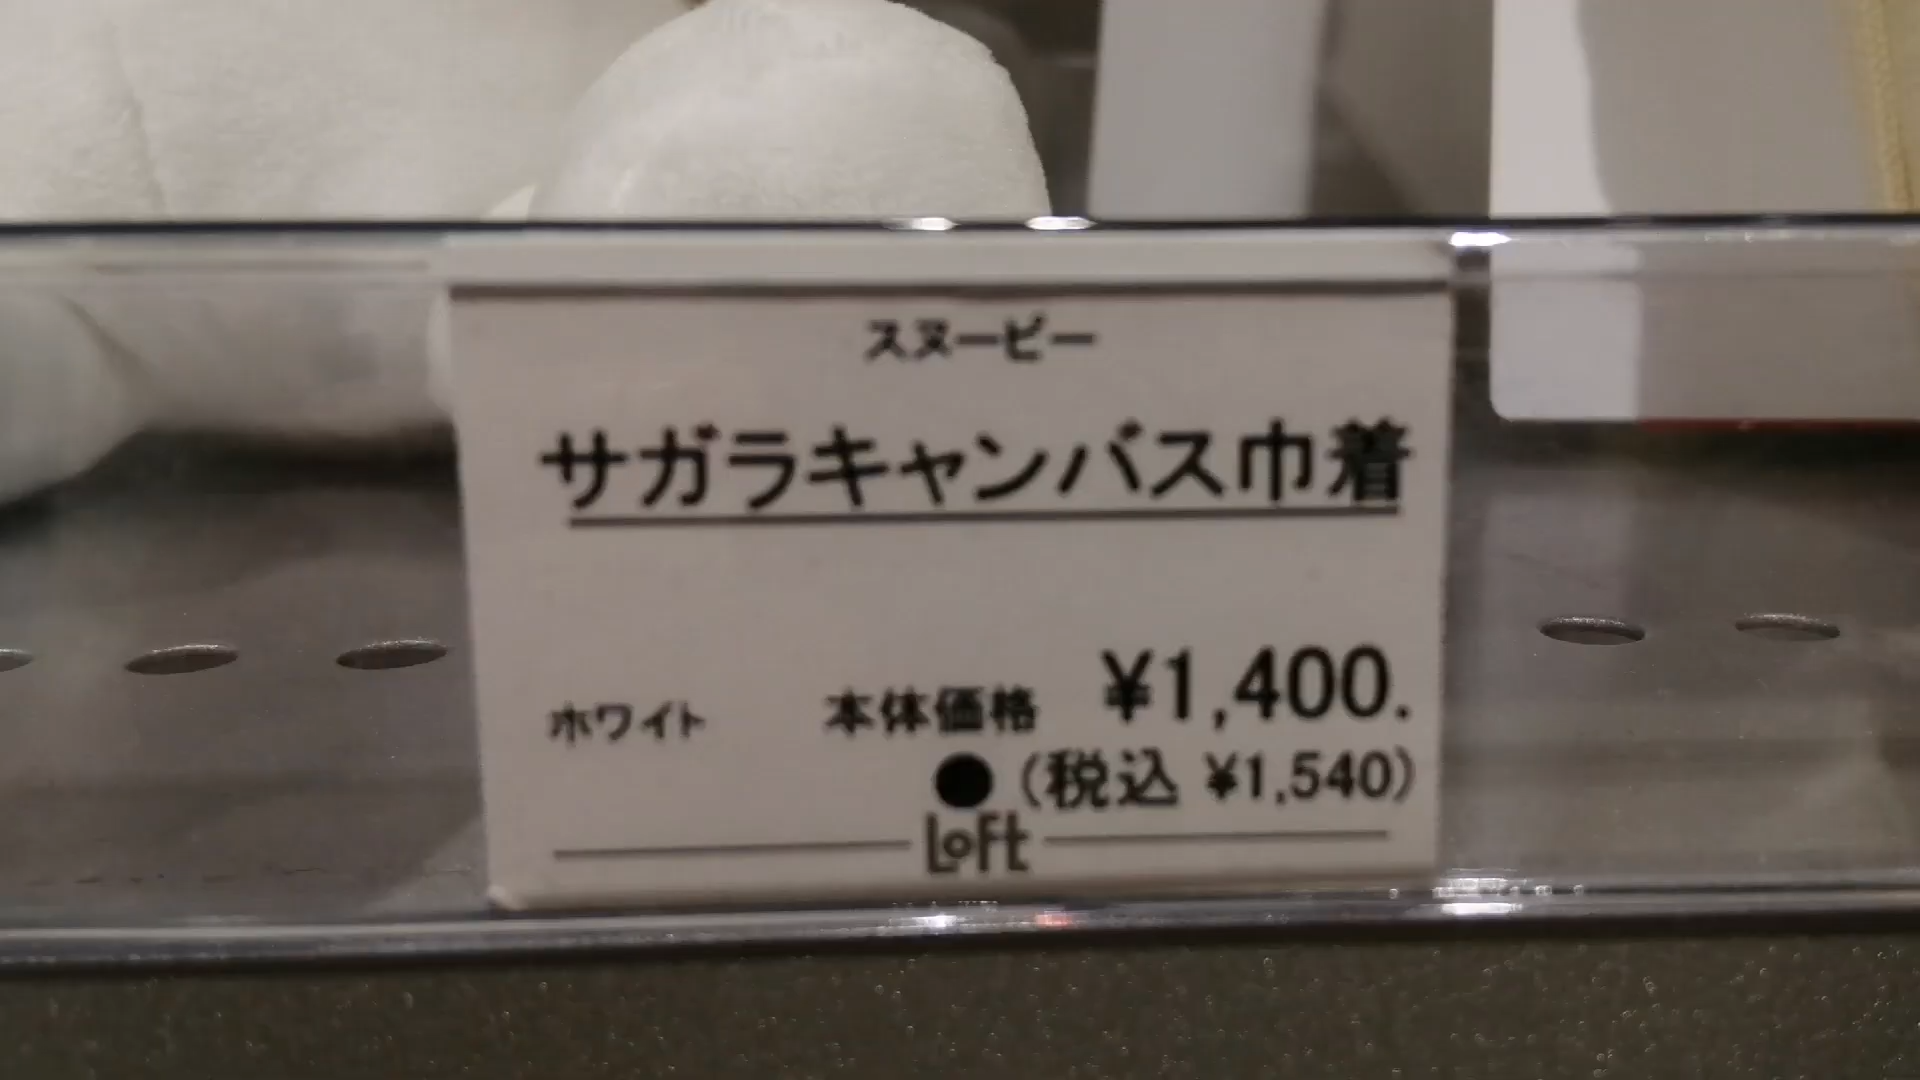 スヌーピー
サガラキャンバス巾着
ホワイト 本体価格 ¥1,400.
●(税込 ¥1,540)
LoFt